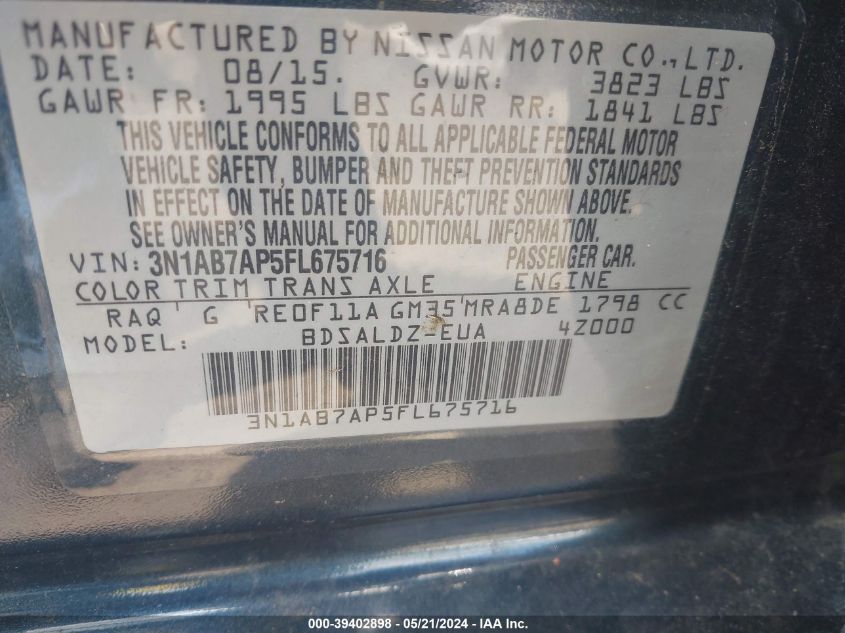 MANUFACTURED BY NISSAN MOTOR CO., LTD.
DATE: 08/15. GVWR: 3823 LBS
GAWR FR: 1995 LBS GAWR RR: 1841 LBS
THIS VEHICLE CONFORMS TO ALL APPLICABLE FEDERAL MOTOR
VEHICLE SAFETY, BUMPER AND THEFT PREVENTION STANDARDS
IN EFFECT ON THE DATE OF MANUFACTURE SHOWN ABOVE.
SEE OWNER'S MANUAL FOR ADDITIONAL INFORMATION.
VIN: 3N1AB7AP5FL675716 PASSENGER CAR.
COLOR TRIM TRANS AXLE ENGINE
RAQ G RE0F11A GM35 MRA8DE 1798 CC
MODEL: BDSALDZ-EUA 4Z000
3N1AB7AP5FL675716
000-39402898 - 05/21/2024 - IAA Inc.